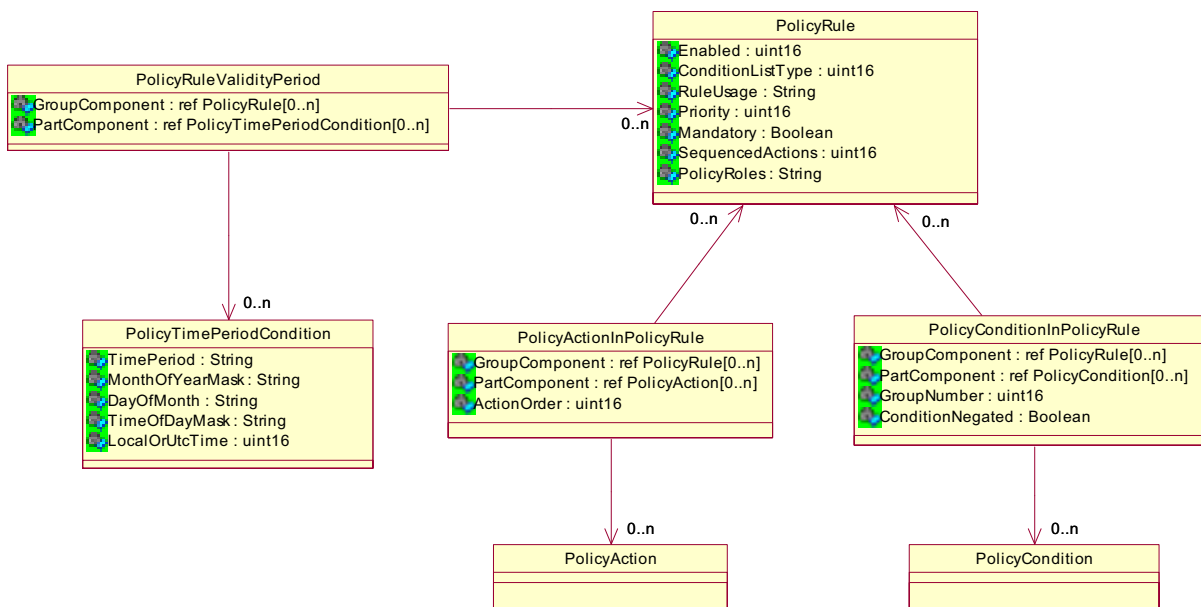 PolicyRule
Enabled : uint16
ConditionListType : uint16
RuleUsage : String
Priority : uint16
Mandatory : Boolean
SequencedActions : uint16
PolicyRoles : String
PolicyRuleValidityPeriod
GroupComponent : ref PolicyRule[0..n]
PartComponent : ref PolicyTimePeriodCondition[0..n]
0..n
0..n
0..n
0..n
PolicyTimePeriodCondition
TimePeriod : String
MonthOfYearMask : String
DayOfMonth : String
TimeOfDayMask : String
LocalOrUtcTime : uint16
PolicyActionInPolicyRule
GroupComponent : ref PolicyRule[0..n]
PartComponent : ref PolicyAction[0..n]
ActionOrder : uint16
PolicyConditionInPolicyRule
GroupComponent : ref PolicyRule[0..n]
PartComponent : ref PolicyCondition[0..n]
GroupNumber : uint16
ConditionNegated : Boolean
0..n
0..n
PolicyAction
PolicyCondition